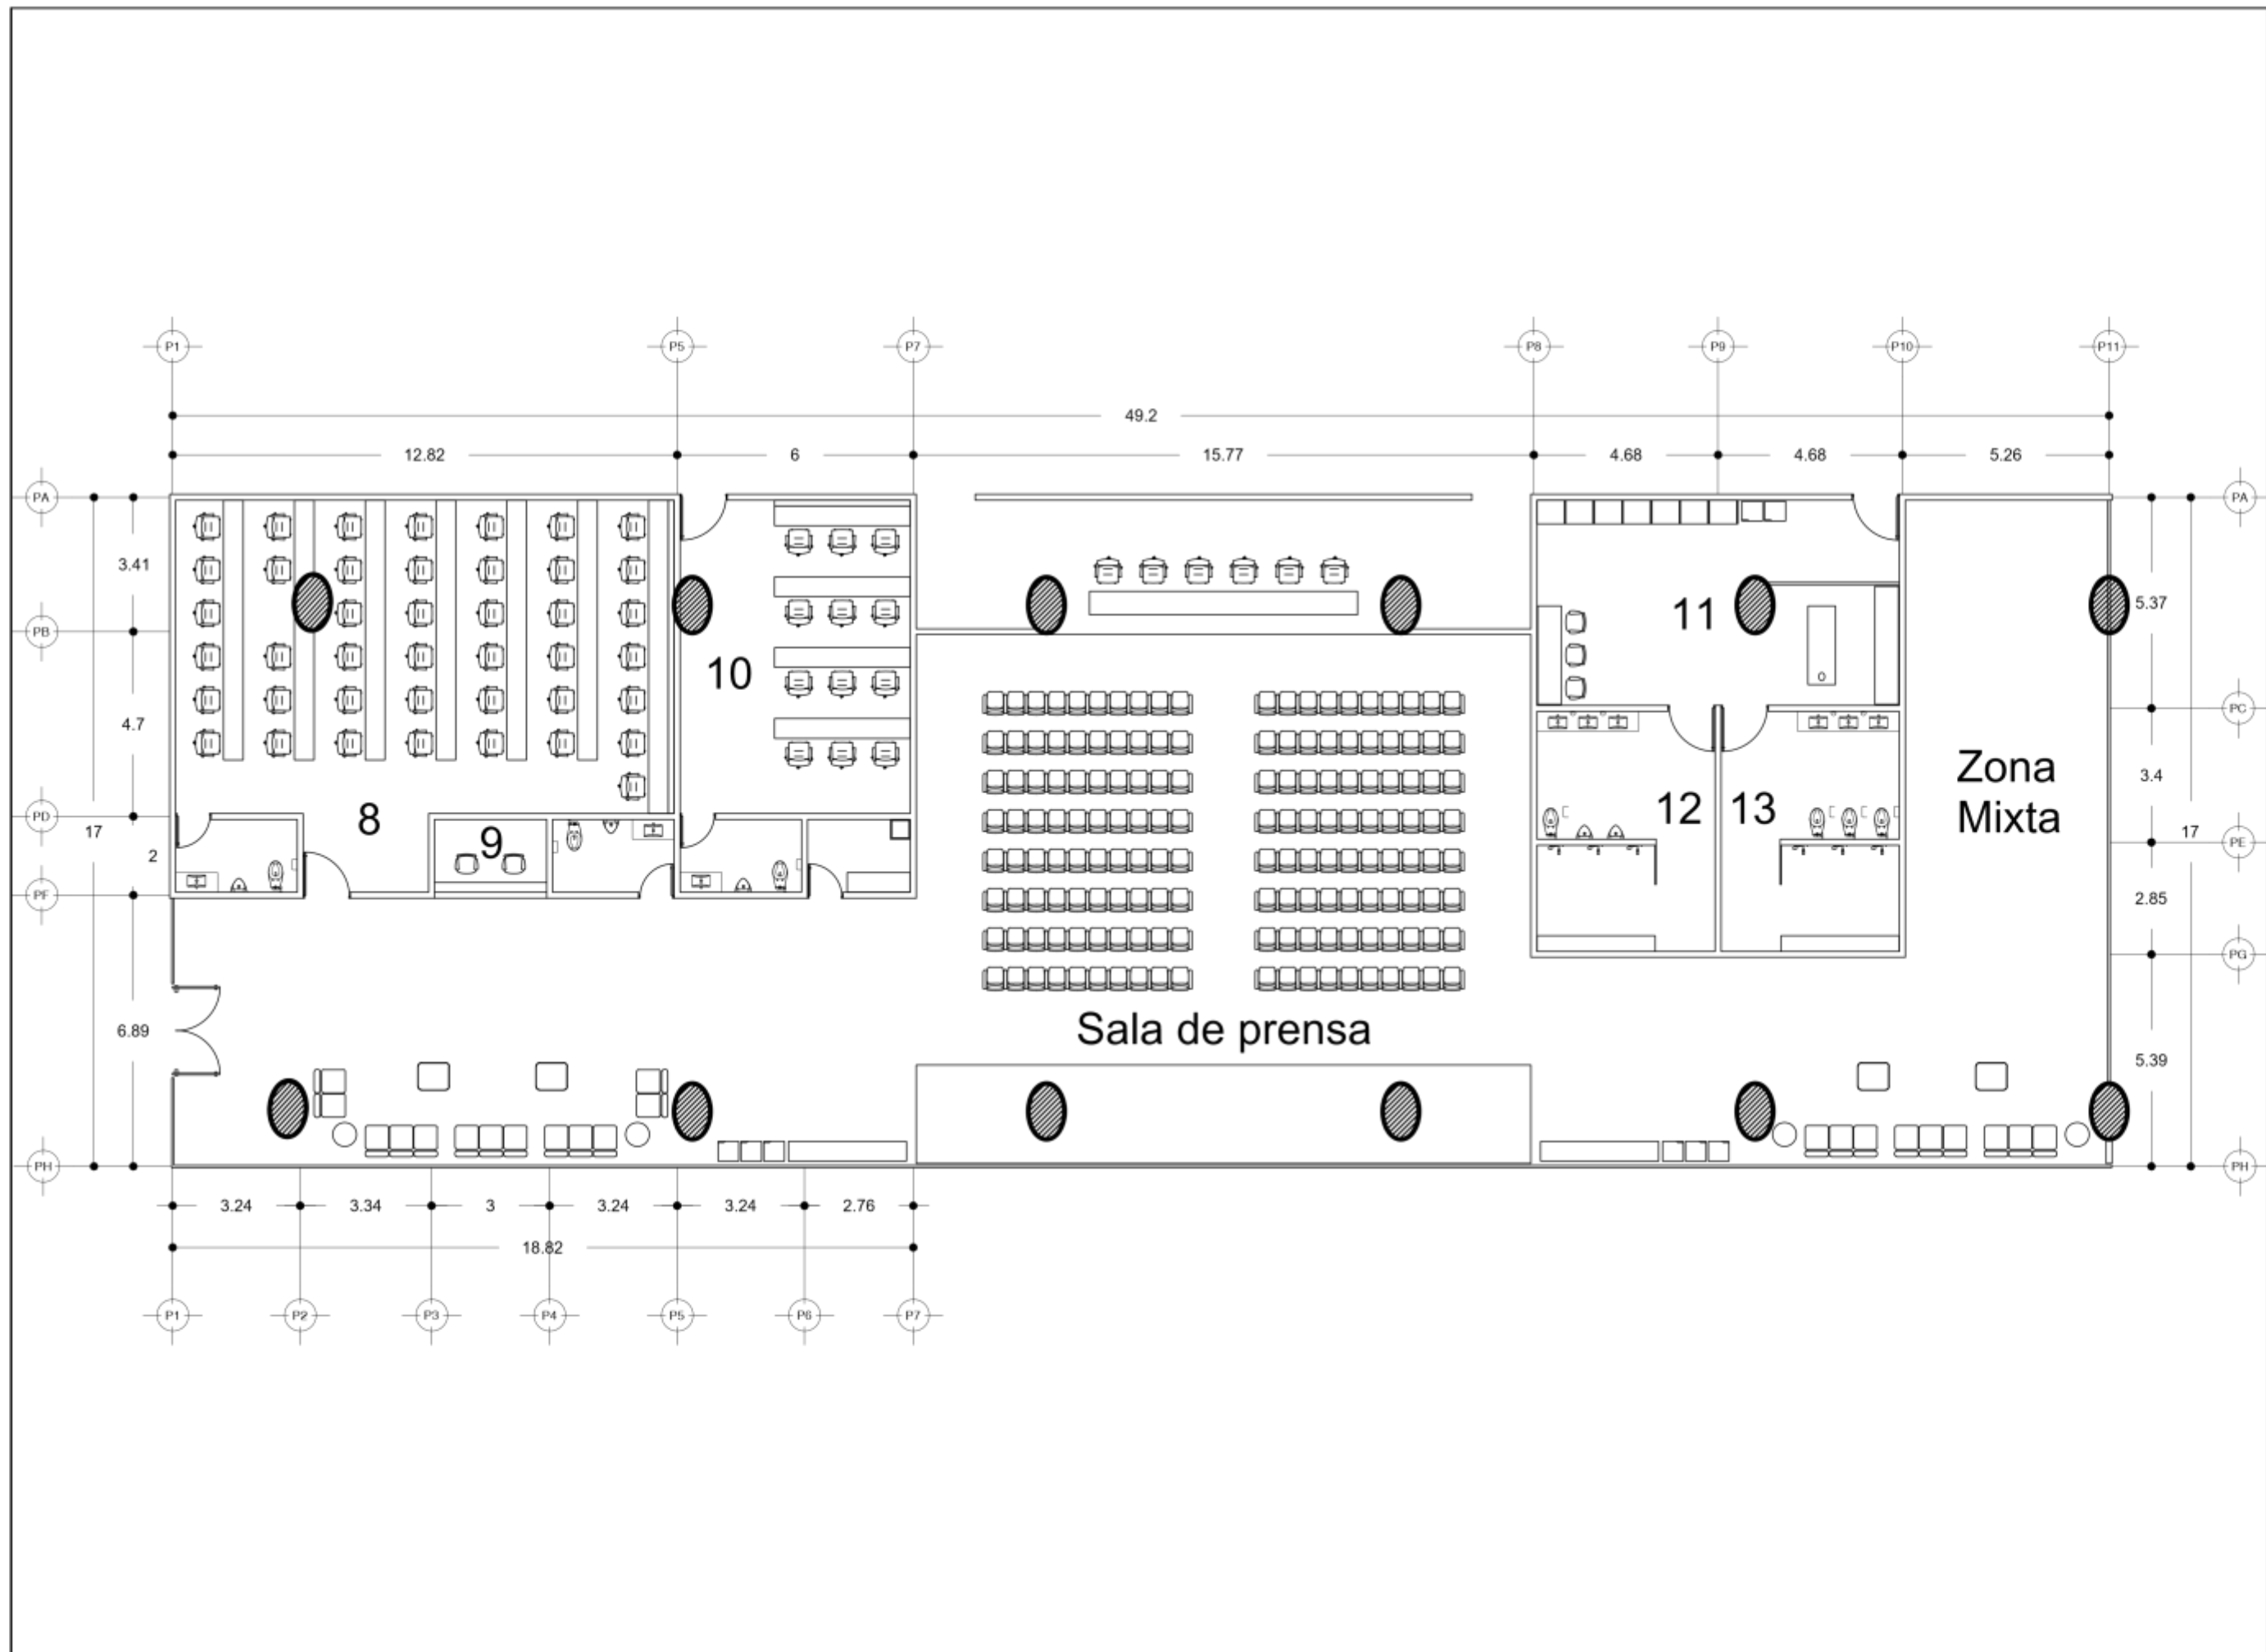 P1
P5
P7
P8
P9
P10
P11
49.2
12.82
6
15.77
4.68
4.68
5.26
PA
PA
3.41
5.37
11
PB
10
PC
4.7
Zona
Mixta
3.4
12
13
PD
8
17
17
9
PE
2
PF
2.85
PG
6.89
Sala de prensa
5.39
PH
PH
3.24
3.34
3
3.24
3.24
2.76
18.82
P1
P2
P3
P4
P5
P6
P7